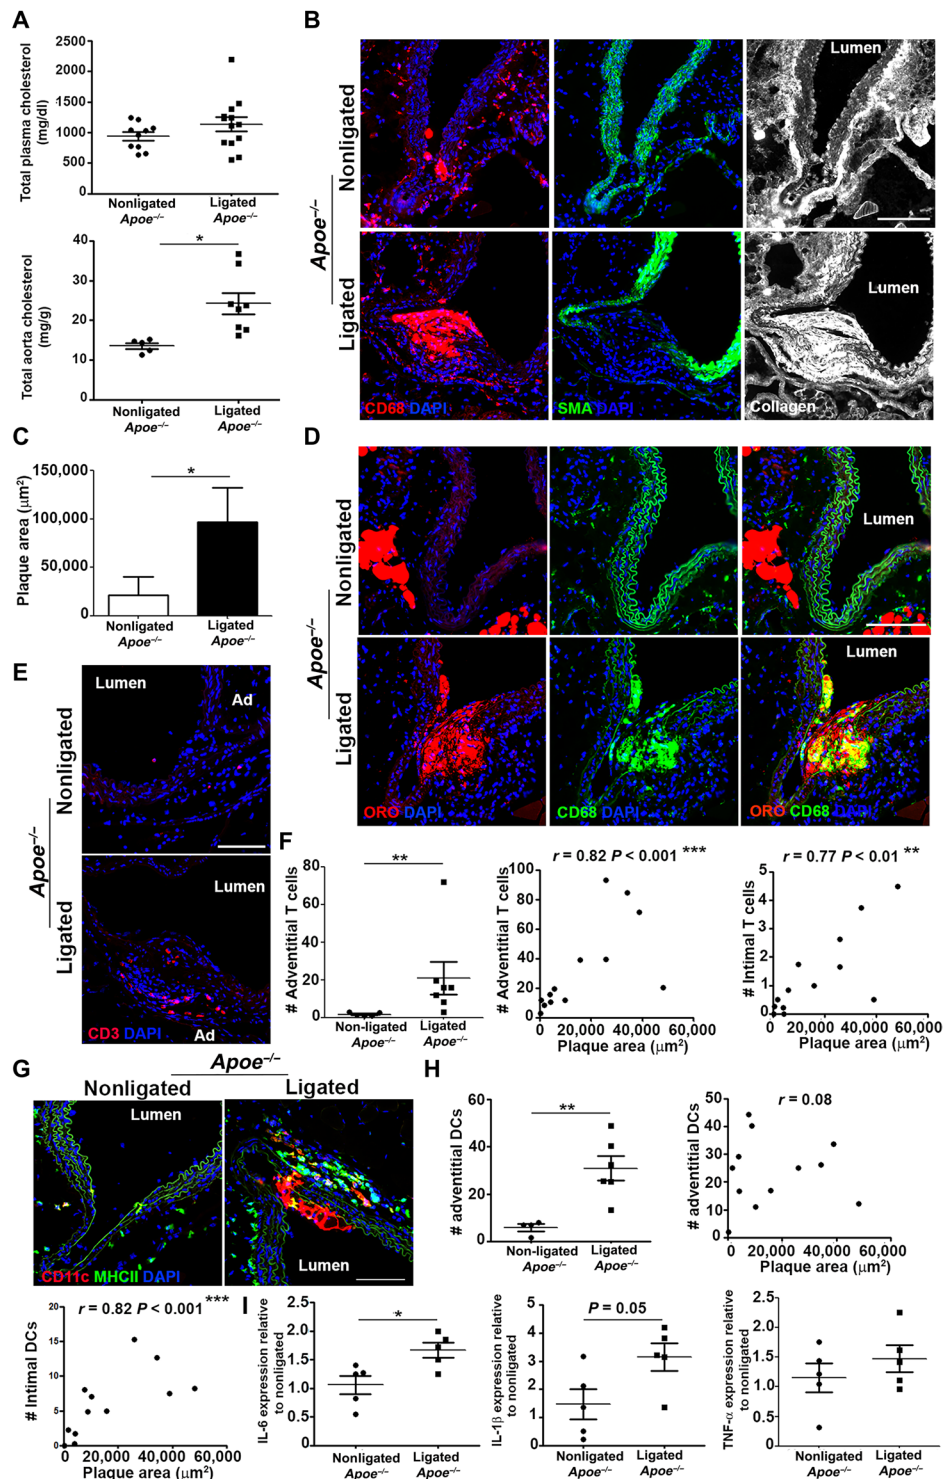 A
Total plasma cholesterol
(mg/dl)
2500
2000
1500
1000
500
0
Nonligated
Apoe–/–
Ligated
Apoe–/–
Total aorta cholesterol
(mg/g)
40
30
20
10
0
*
Nonligated
Apoe–/–
Ligated
Apoe–/–
B
Apoe–/–
Nonligated
Ligated
Lumen
Lumen
CD68 DAPI
SMA DAPI
Collagen
C
Plaque area (µm2)
150,000
100,000
50,000
0
*
Nonligated
Apoe–/–
Ligated
Apoe–/–
D
Apoe–/–
Nonligated
Ligated
Lumen
Lumen
ORO DAPI
CD68 DAPI
ORO CD68 DAPI
E
Apoe–/–
Nonligated
Ligated
Lumen
Ad
Lumen
CD3 DAPI
Ad
F
# Adventitial T cells
80
60
40
20
0
**
Non-ligated
Apoe–/–
Ligated
Apoe–/–
r = 0.82 P < 0.001 ***
# Adventitial T cells
100
80
60
40
20
0
0
20,000
40,000
60,000
Plaque area (µm2)
r = 0.77 P < 0.01 **
# Intimal T cells
5
4
3
2
1
0
0
20,000
40,000
60,000
Plaque area (µm2)
G
Apoe–/–
Nonligated
Ligated
Lumen
Lumen
CD11c MHCII DAPI
r = 0.82 P < 0.001 ***
# Intimal DCs
20
15
10
5
0
0
20,000
40,000
60,000
Plaque area (µm2)
H
# adventitial DCs
60
40
20
0
**
Non-ligated
Apoe–/–
Ligated
Apoe–/–
r = 0.08
# adventitial DCs
50
40
30
20
10
0
0
20,000
40,000
60,000
Plaque area (µm2)
I
IL-6 expression relative
to nonligated
2.5
2.0
1.5
1.0
0.5
0.0
*
Nonligated
Apoe–/–
Ligated
Apoe–/–
IL-1β expression relative
to nonligated
5
4
3
2
1
0
P = 0.05
Nonligated
Apoe–/–
Ligated
Apoe–/–
TNF-α expression relative
to nonligated
2.5
2.0
1.5
1.0
0.5
0.0
Nonligated
Apoe–/–
Ligated
Apoe–/–